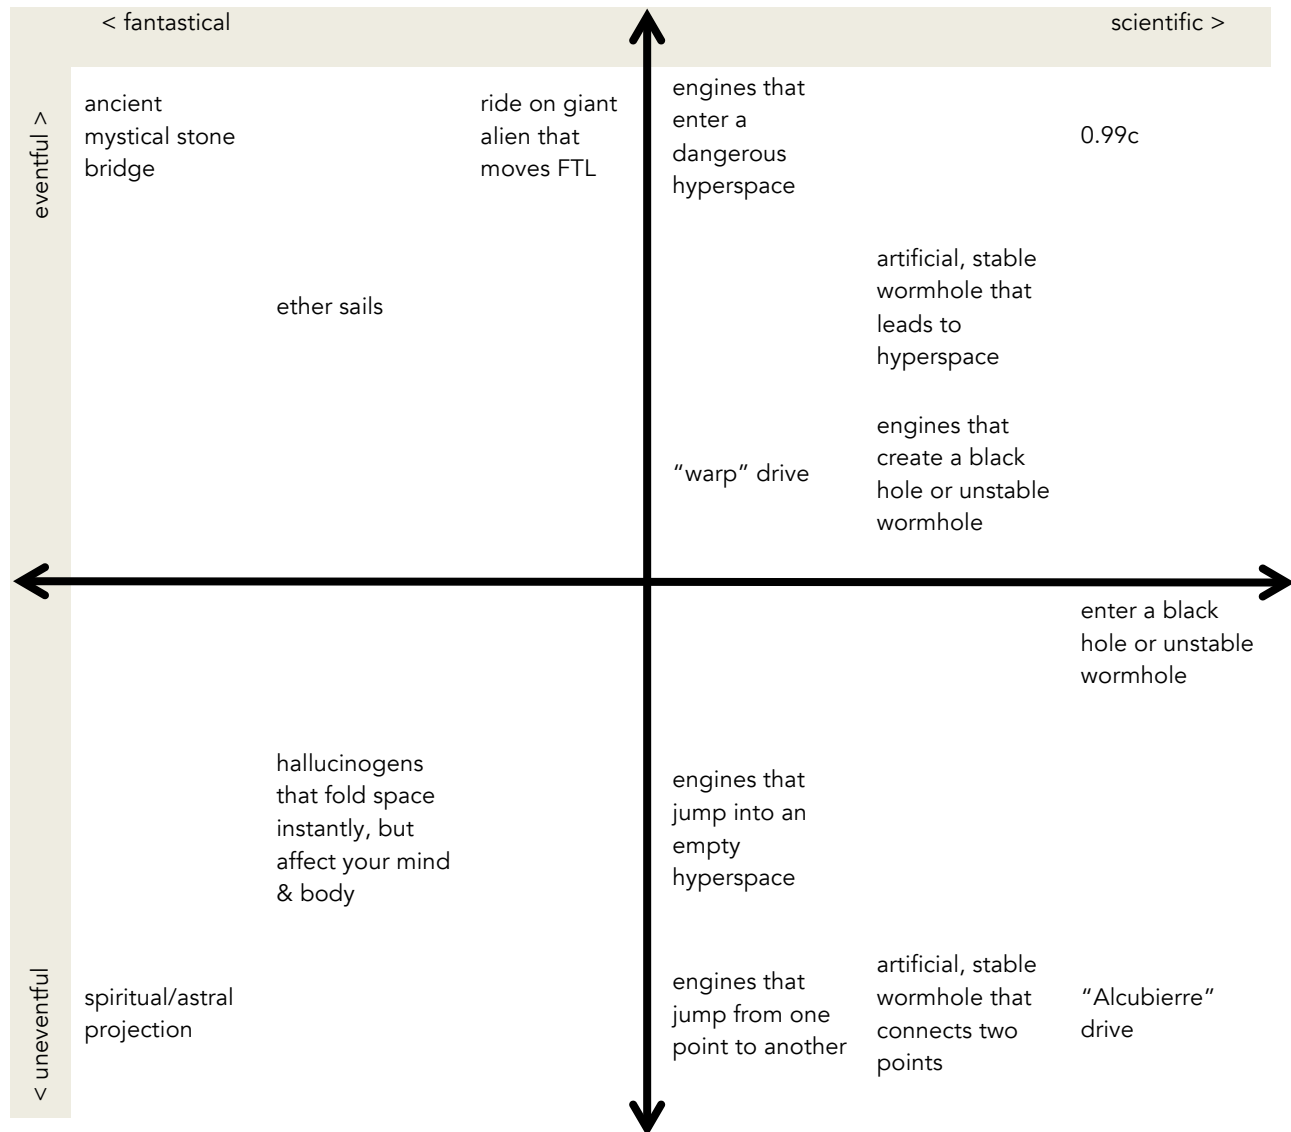 < fantastical
scientific >
eventful >
ancient
mystical stone
bridge
ride on giant
alien that
moves FTL
engines that
enter a
dangerous
hyperspace
0.99c
ether sails
artificial, stable
wormhole that
leads to
hyperspace
"warp" drive
engines that
create a black
hole or unstable
wormhole
enter a black
hole or unstable
wormhole
hallucinogens
that fold space
instantly, but
affect your mind
& body
engines that
jump into an
empty
hyperspace
< uneventful
spiritual/astral
projection
engines that
jump from one
point to another
artificial, stable
wormhole that
connects two
points
“Alcubierre”
drive